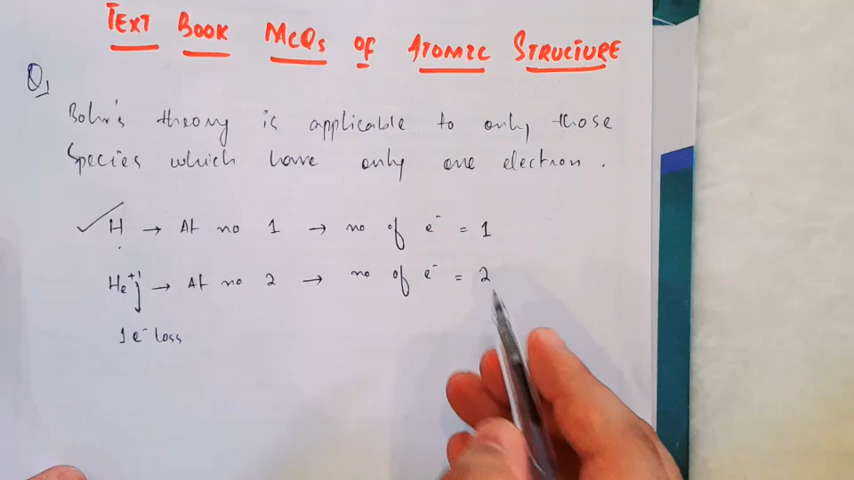 TEXT BOOK MCQs OF ATOMIC STRUCTURE
Q1
Bohr's theory is applicable to only those
Species which have only one electron.
✓ H → At no 1 → no of e⁻ = 1
He⁺¹ → At no 2 → no of e⁻ = 2
1 e⁻ loss